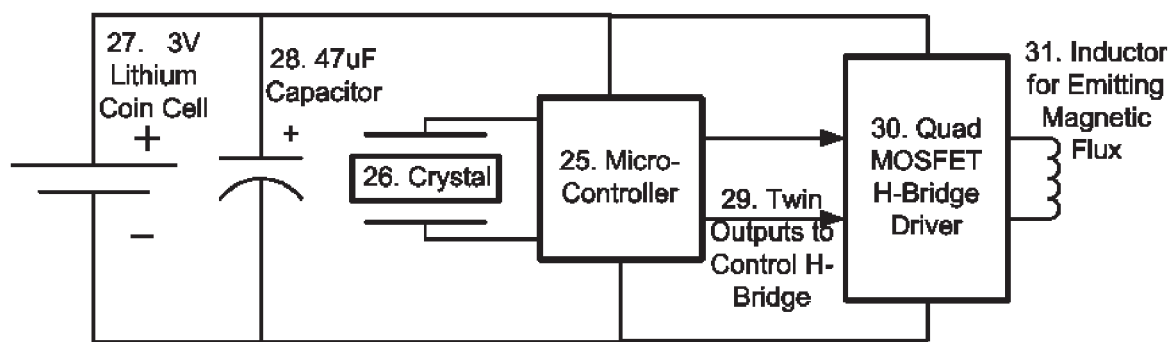 27. 3V
Lithium
Coin Cell
+
−
28. 47uF
Capacitor
+
26. Crystal
25. Micro-
Controller
29. Twin
Outputs to
Control H-
Bridge
30. Quad
MOSFET
H-Bridge
Driver
31. Inductor
for Emitting
Magnetic
Flux